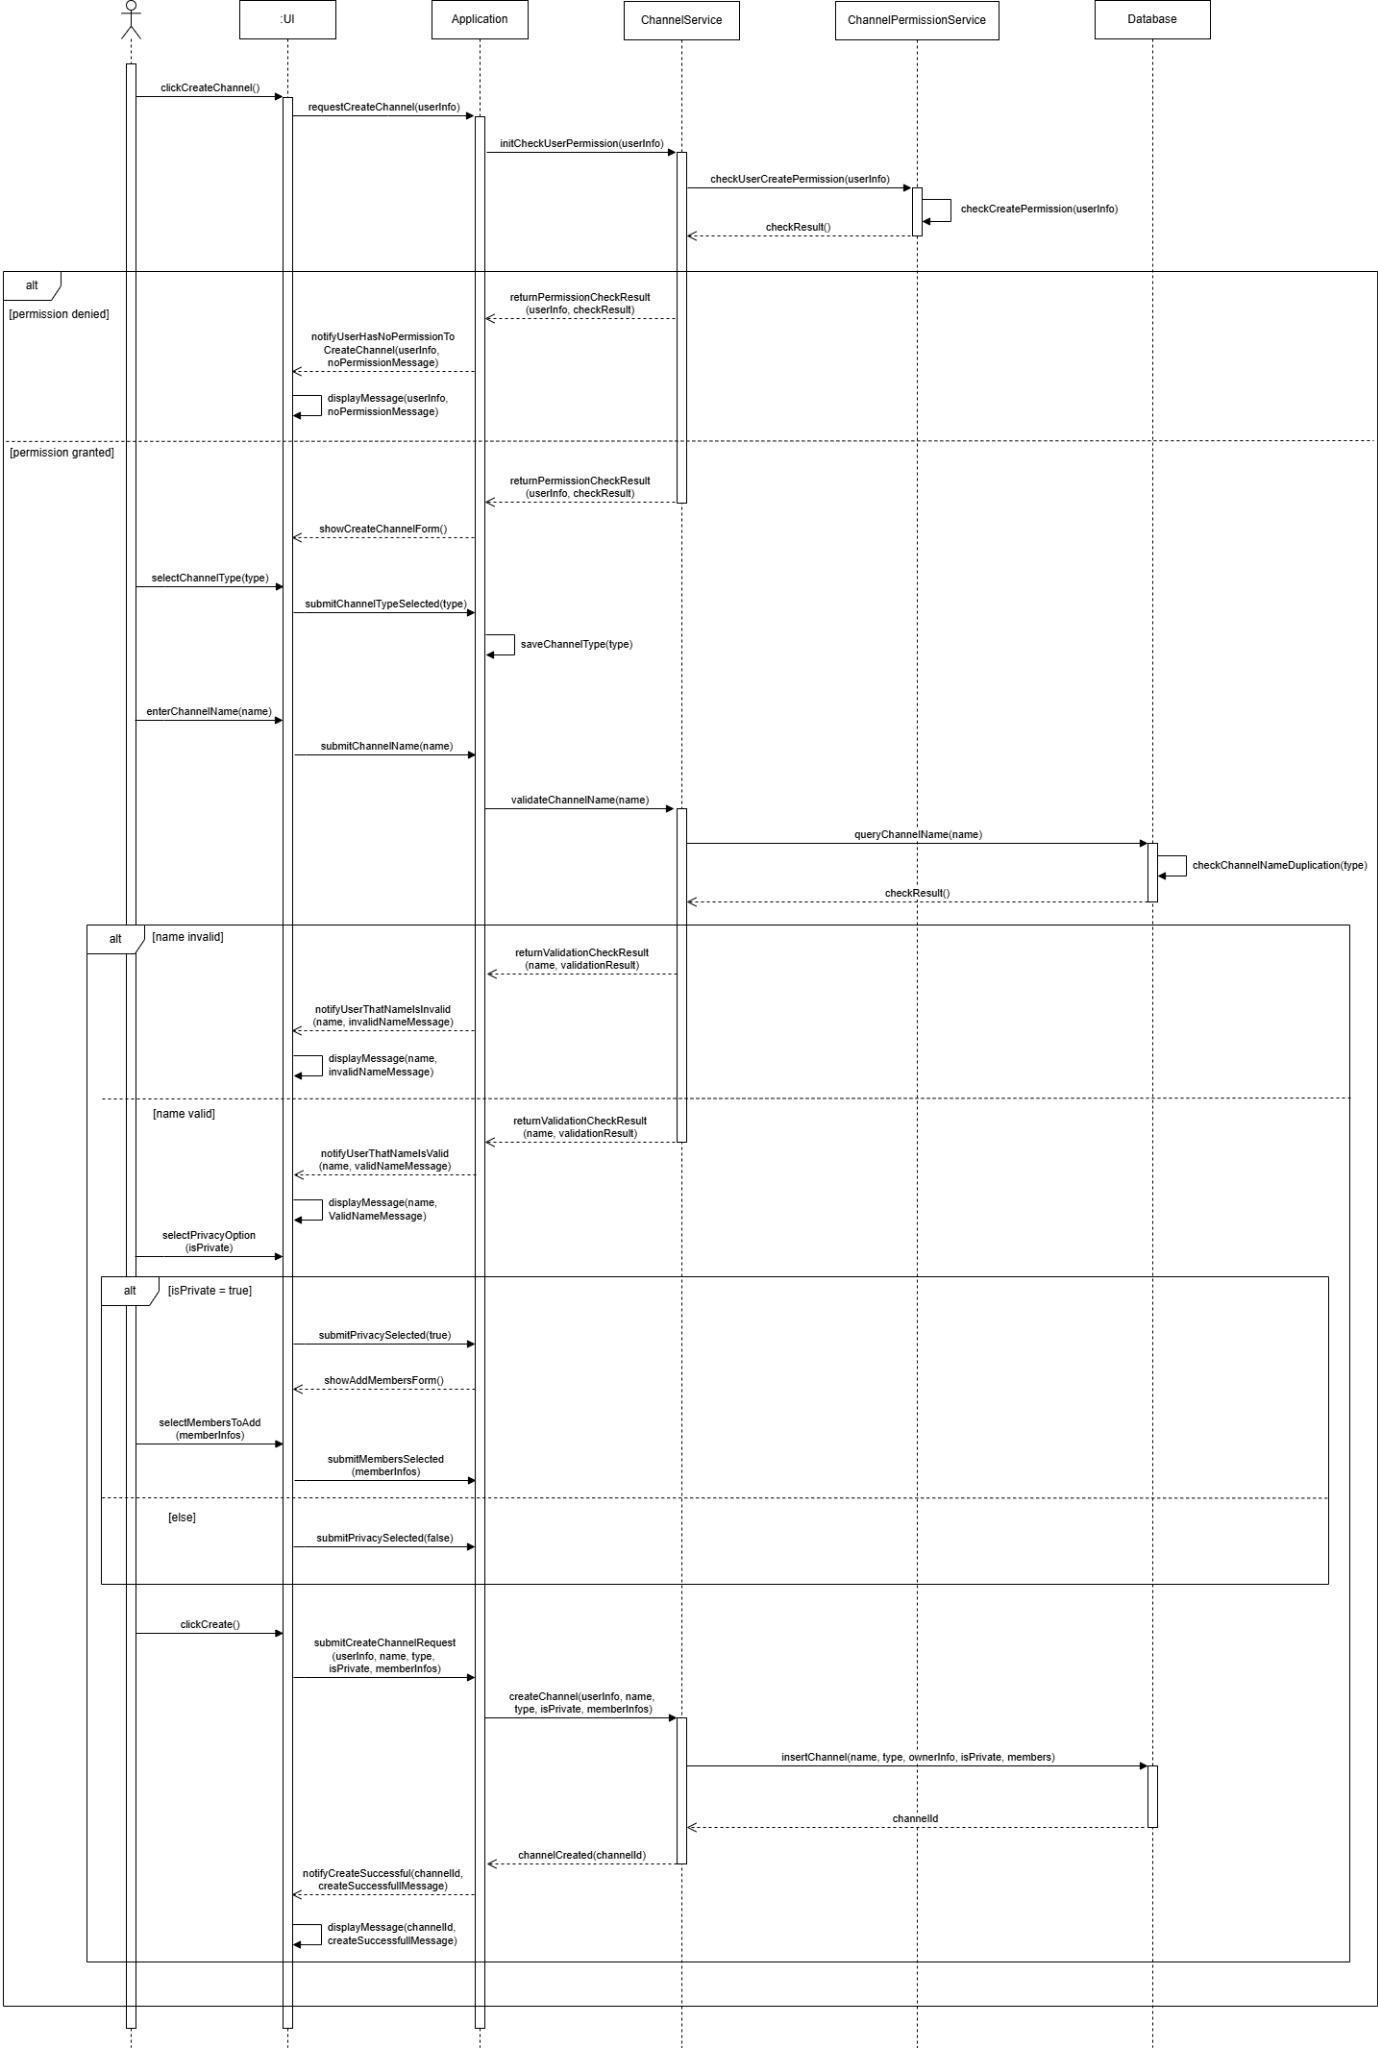 :UI
Application
ChannelService
ChannelPermissionService
Database
clickCreateChannel()
requestCreateChannel(userInfo)
initCheckUserPermission(userInfo)
checkUserCreatePermission(userInfo)
checkCreatePermission(userInfo)
checkResult()
alt
[permission denied]
returnPermissionCheckResult
(userInfo, checkResult)
notifyUserHasNoPermissionTo
CreateChannel(userInfo,
noPermissionMessage)
displayMessage(userInfo,
noPermissionMessage)
[permission granted]
returnPermissionCheckResult
(userInfo, checkResult)
showCreateChannelForm()
selectChannelType(type)
submitChannelTypeSelected(type)
saveChannelType(type)
enterChannelName(name)
submitChannelName(name)
validateChannelName(name)
queryChannelName(name)
checkChannelNameDuplication(type)
checkResult()
alt
[name invalid]
returnValidationCheckResult
(name, validationResult)
notifyUserThatNameIsInvalid
(name, invalidNameMessage)
displayMessage(name,
invalidNameMessage)
[name valid]
returnValidationCheckResult
(name, validationResult)
notifyUserThatNameIsValid
(name, validNameMessage)
displayMessage(name,
ValidNameMessage)
selectPrivacyOption
(isPrivate)
alt
[isPrivate = true]
submitPrivacySelected(true)
showAddMembersForm()
selectMembersToAdd
(memberInfos)
submitMembersSelected
(memberInfos)
[else]
submitPrivacySelected(false)
clickCreate()
submitCreateChannelRequest
(userInfo, name, type,
isPrivate, memberInfos)
createChannel(userInfo, name,
type, isPrivate, memberInfos)
insertChannel(name, type, ownerInfo, isPrivate, members)
channelId
channelCreated(channelId)
notifyCreateSuccessful(channelId,
createSuccessfullMessage)
displayMessage(channelId,
createSuccessfullMessage)